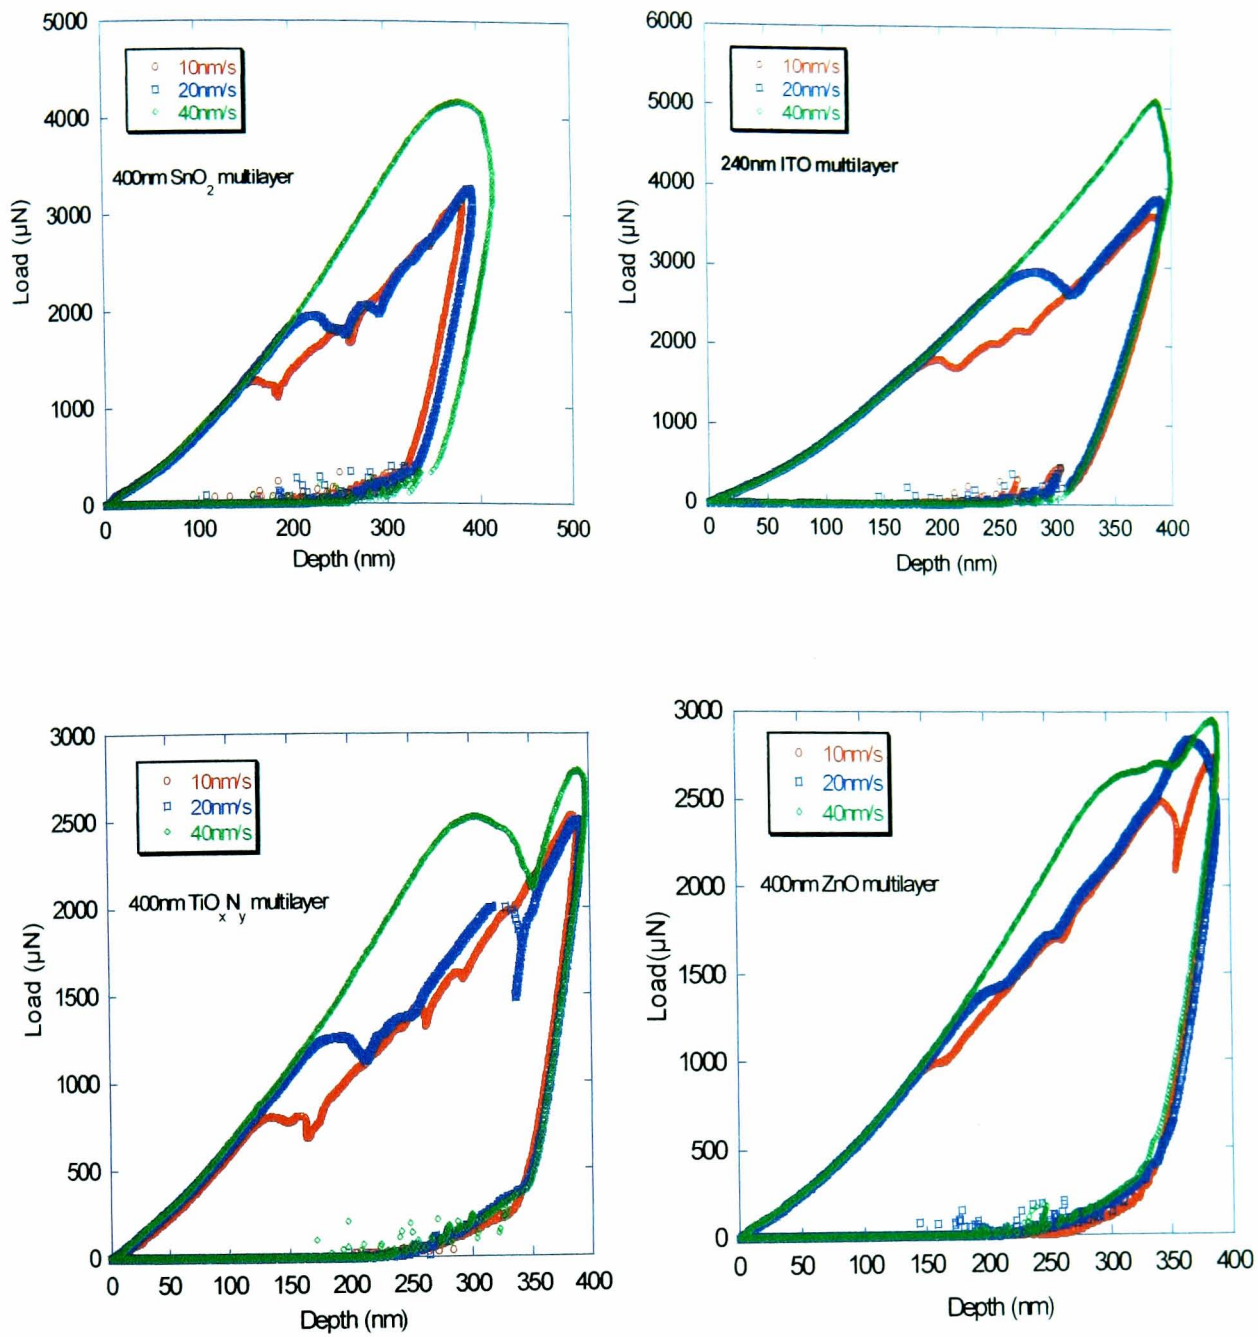 5000
4000
3000
2000
1000
0
Load (µN)
10nm/s
20nm/s
40nm/s
400nm SnO2 multilayer
0 100 200 300 400 500
Depth (nm)
6000
5000
4000
3000
2000
1000
0
Load (µN)
10nm/s
20nm/s
40nm/s
240nm ITO multilayer
0 50 100 150 200 250 300 350 400
Depth (nm)
3000
2500
2000
1500
1000
500
0
Load (µN)
10nm/s
20nm/s
40nm/s
400nm TiOxNy multilayer
0 50 100 150 200 250 300 350 400
Depth (nm)
3000
2500
2000
1500
1000
500
0
Load (µN)
10nm/s
20nm/s
40nm/s
400nm ZnO multilayer
0 50 100 150 200 250 300 350 400
Depth (nm)